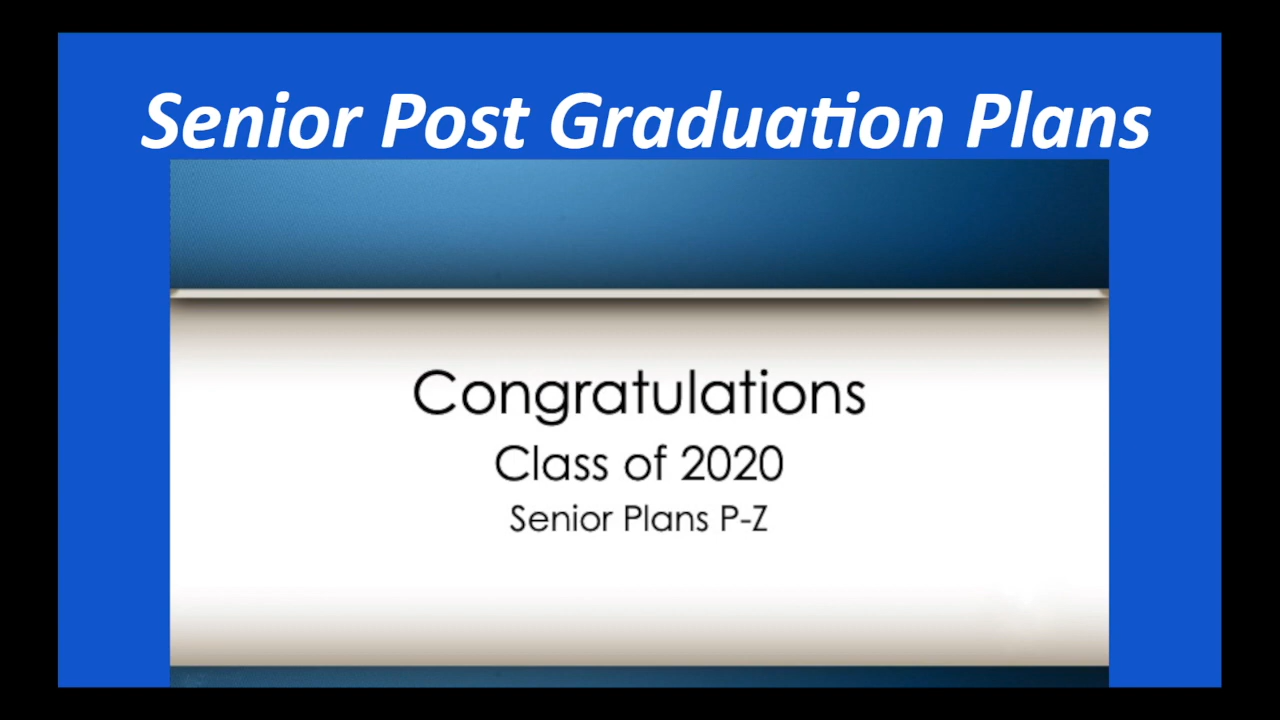 Senior Post Graduation Plans
Congratulations
Class of 2020
Senior Plans P-Z